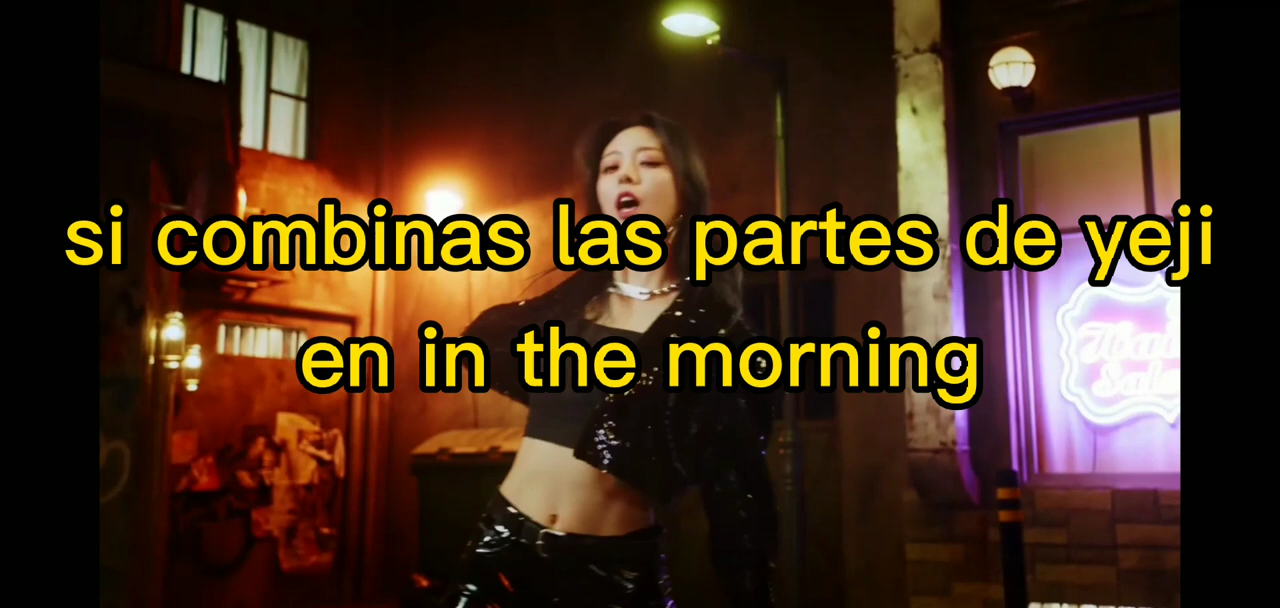 si combinas las partes de yeji
en in the morning